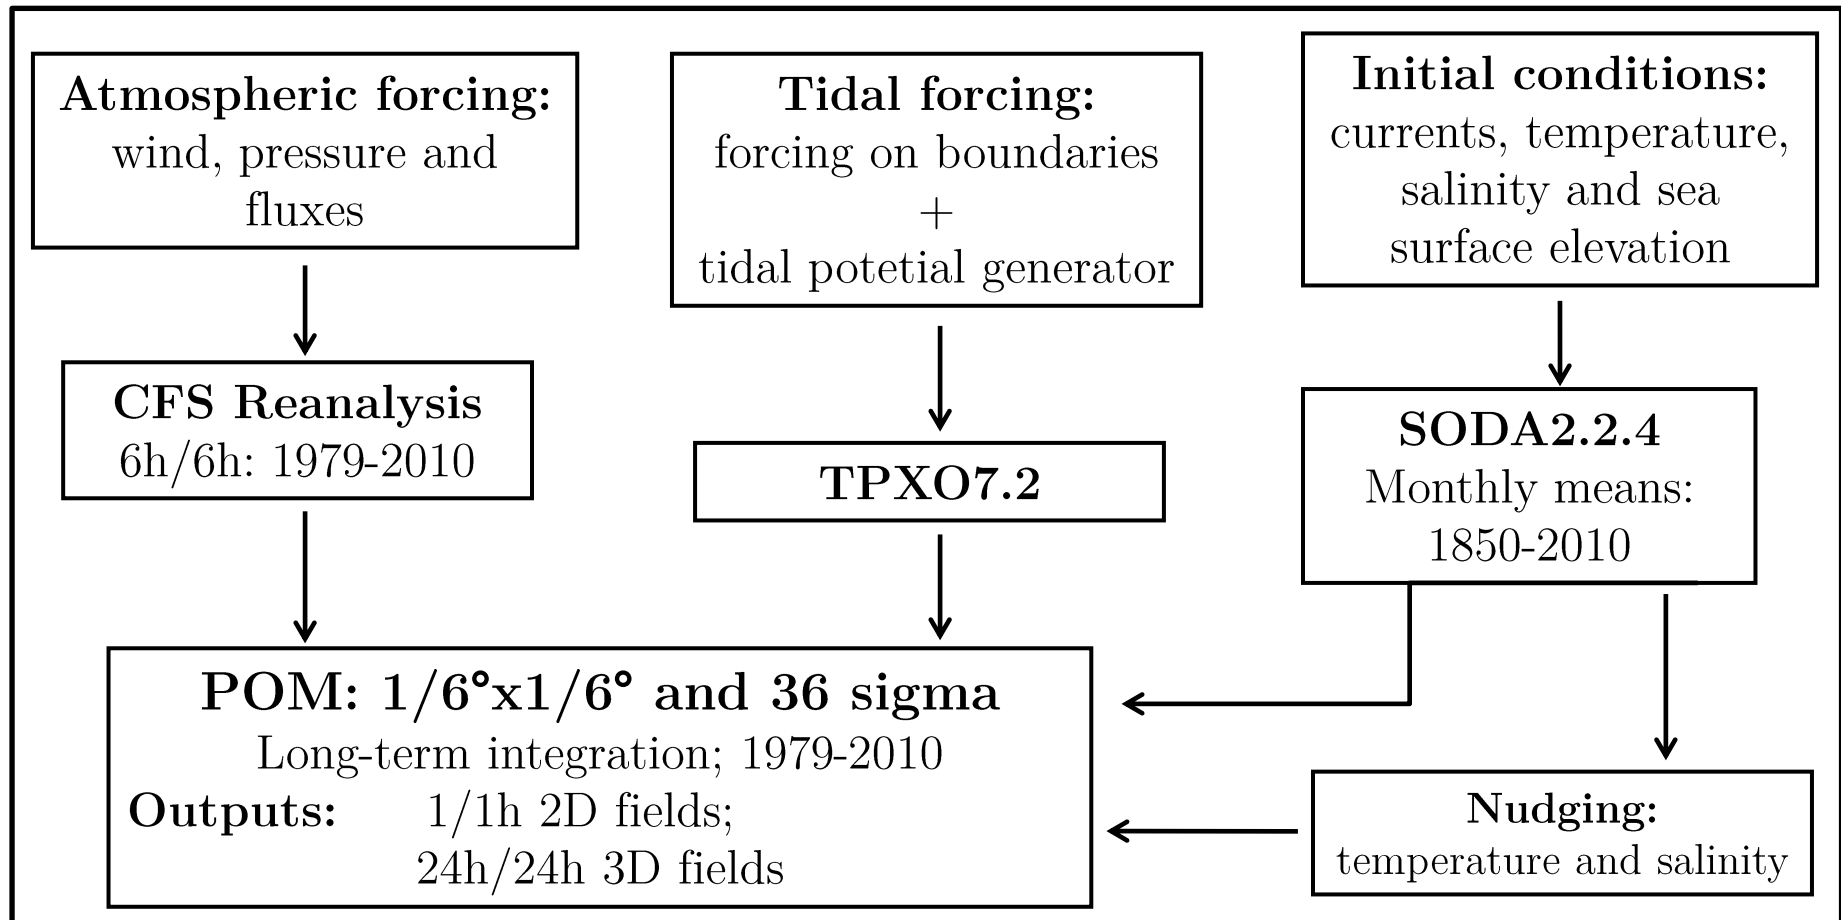 Atmospheric forcing:
wind, pressure and
fluxes
Tidal forcing:
forcing on boundaries
+
tidal potetial generator
Initial conditions:
currents, temperature,
salinity and sea
surface elevation
CFS Reanalysis
6h/6h: 1979-2010
TPXO7.2
SODA2.2.4
Monthly means:
1850-2010
POM: 1/6°x1/6° and 36 sigma
Long-term integration; 1979-2010
Outputs: 1/1h 2D fields;
24h/24h 3D fields
Nudging:
temperature and salinity